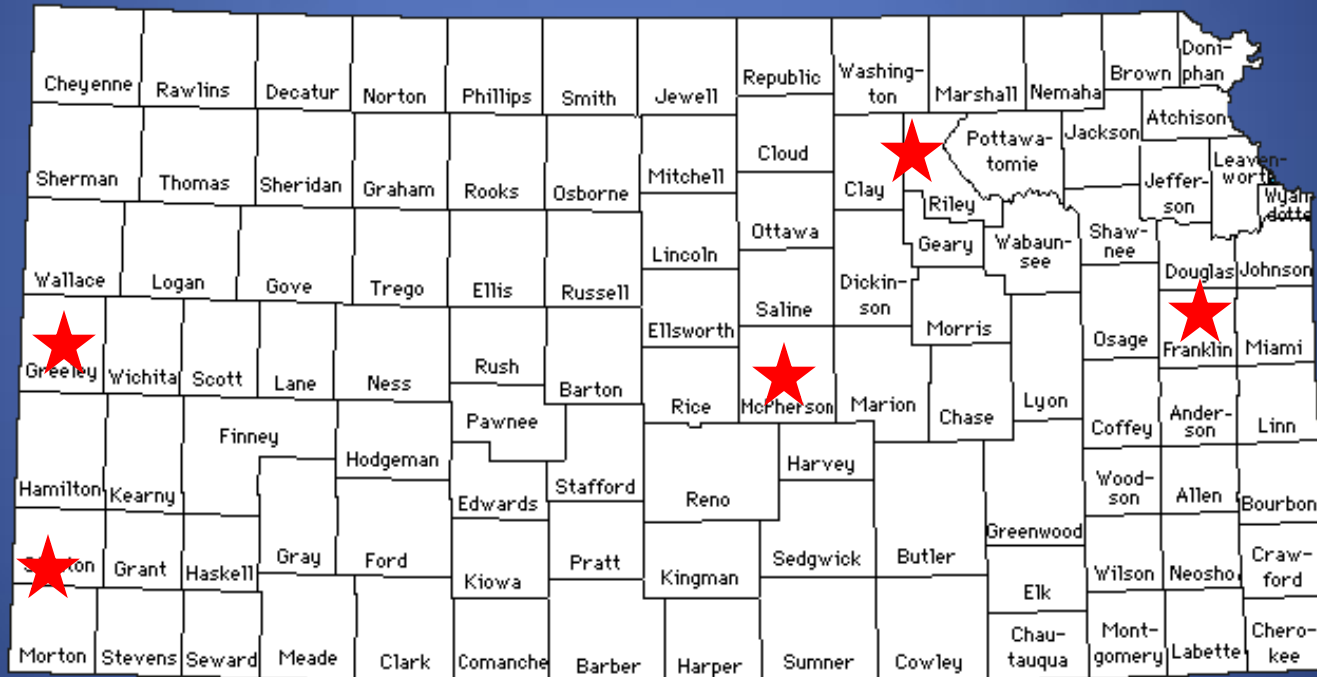 Cheyenne
Rawlins
Decatur
Norton
Phillips
Smith
Jewell
Republic
Washing-
ton
Marshall
Nemaha
Brown
Doni-
phan
Sherman
Thomas
Sheridan
Graham
Rooks
Osborne
Mitchell
Cloud
Clay
Riley
Pottawa-
tomie
Jackson
Atchison
Jeffer-
son
Leaven-
worth
Wyan
dotte
Wallace
Logan
Gove
Trego
Ellis
Russell
Lincoln
Ottawa
Saline
Dickin-
son
Geary
Wabaun-
see
Shaw-
nee
Douglas
Johnson
Greeley
Wichita
Scott
Lane
Ness
Rush
Barton
Ellsworth
Rice
McPherson
Marion
Morris
Chase
Lyon
Osage
Franklin
Miami
Hamilton
Kearny
Finney
Hodgeman
Pawnee
Edwards
Stafford
Reno
Harvey
Coffey
Ander-
son
Linn
Grant
Haskell
Gray
Ford
Kiowa
Pratt
Kingman
Sedgwick
Butler
Greenwood
Wood-
son
Allen
Bourbon
Elk
Wilson
Neosho
Craw-
ford
Morton
Stevens
Seward
Meade
Clark
Comanche
Barber
Harper
Sumner
Cowley
Chau-
tauqua
Mont-
gomery
Labette
Chero-
kee